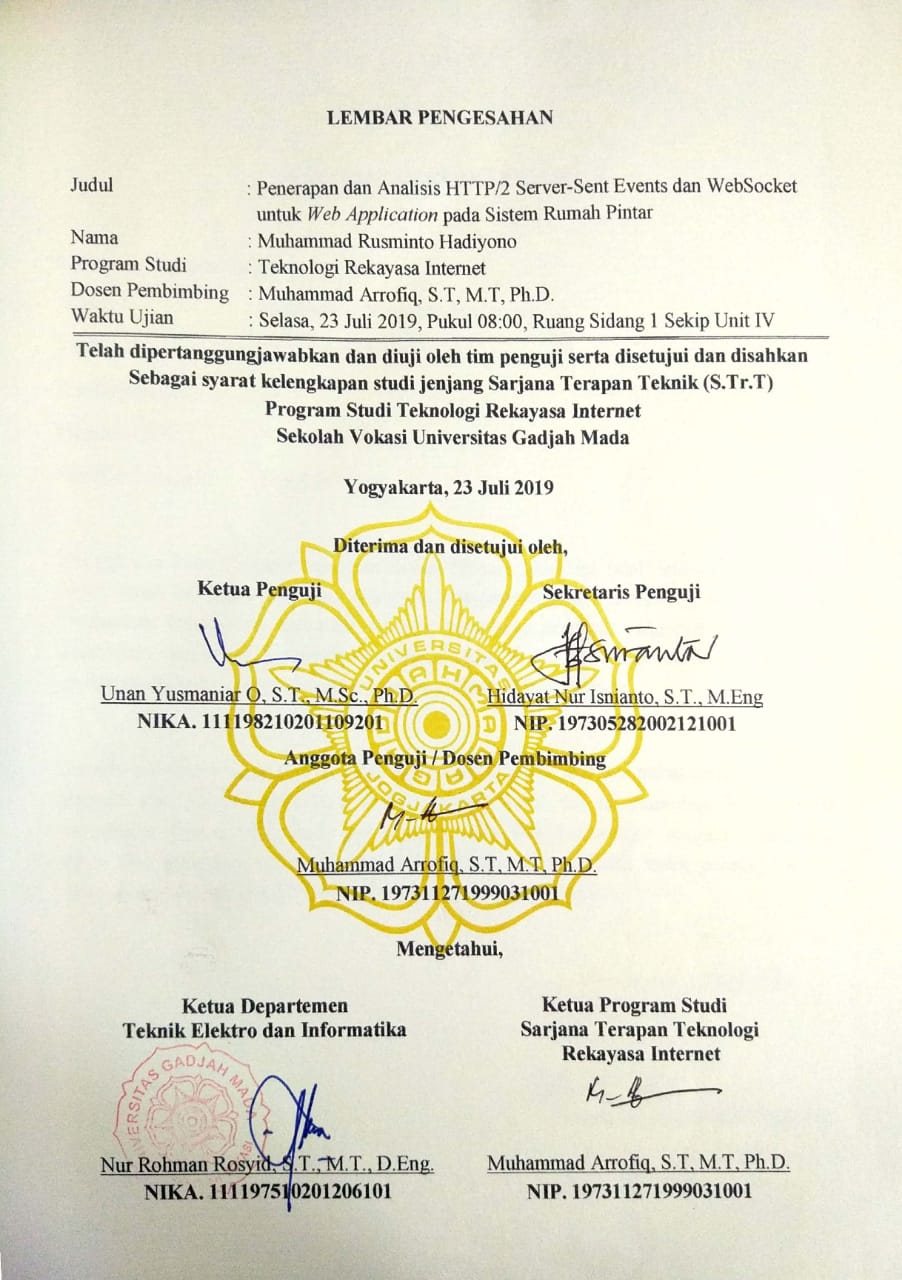 LEMBAR PENGESAHAN
Judul : Penerapan dan Analisis HTTP/2 Server-Sent Events dan WebSocket
untuk Web Application pada Sistem Rumah Pintar
Nama : Muhammad Rusminto Hadiyono
Program Studi : Teknologi Rekayasa Internet
Dosen Pembimbing : Muhammad Arrofiq, S.T, M.T, Ph.D.
Waktu Ujian : Selasa, 23 Juli 2019, Pukul 08:00, Ruang Sidang 1 Sekip Unit IV
Telah dipertanggungjawabkan dan diuji oleh tim penguji serta disetujui dan disahkan
Sebagai syarat kelengkapan studi jenjang Sarjana Terapan Teknik (S.Tr.T)
Program Studi Teknologi Rekayasa Internet
Sekolah Vokasi Universitas Gadjah Mada
Yogyakarta, 23 Juli 2019
Diterima dan disetujui oleh,
Ketua Penguji
Sekretaris Penguji
UNIVERSITAS
GADJAH MADA
JOGJAKARTA
Unan Yusmaniar O, S.T., M.Sc., Ph.D.
NIKA. 111198210201109201
Hidayat Nur Isnianto, S.T., M.Eng
NIP. 197305282002121001
Anggota Penguji / Dosen Pembimbing
Muhammad Arrofiq, S.T, M.T, Ph.D.
NIP. 197311271999031001
Mengetahui,
Ketua Departemen
Teknik Elektro dan Informatika
Ketua Program Studi
Sarjana Terapan Teknologi
Rekayasa Internet
VERSITAS GADJAH MADA
Nur Rohman Rosyid, S.T., M.T., D.Eng.
NIKA. 111197510201206101
Muhammad Arrofiq, S.T, M.T, Ph.D.
NIP. 197311271999031001